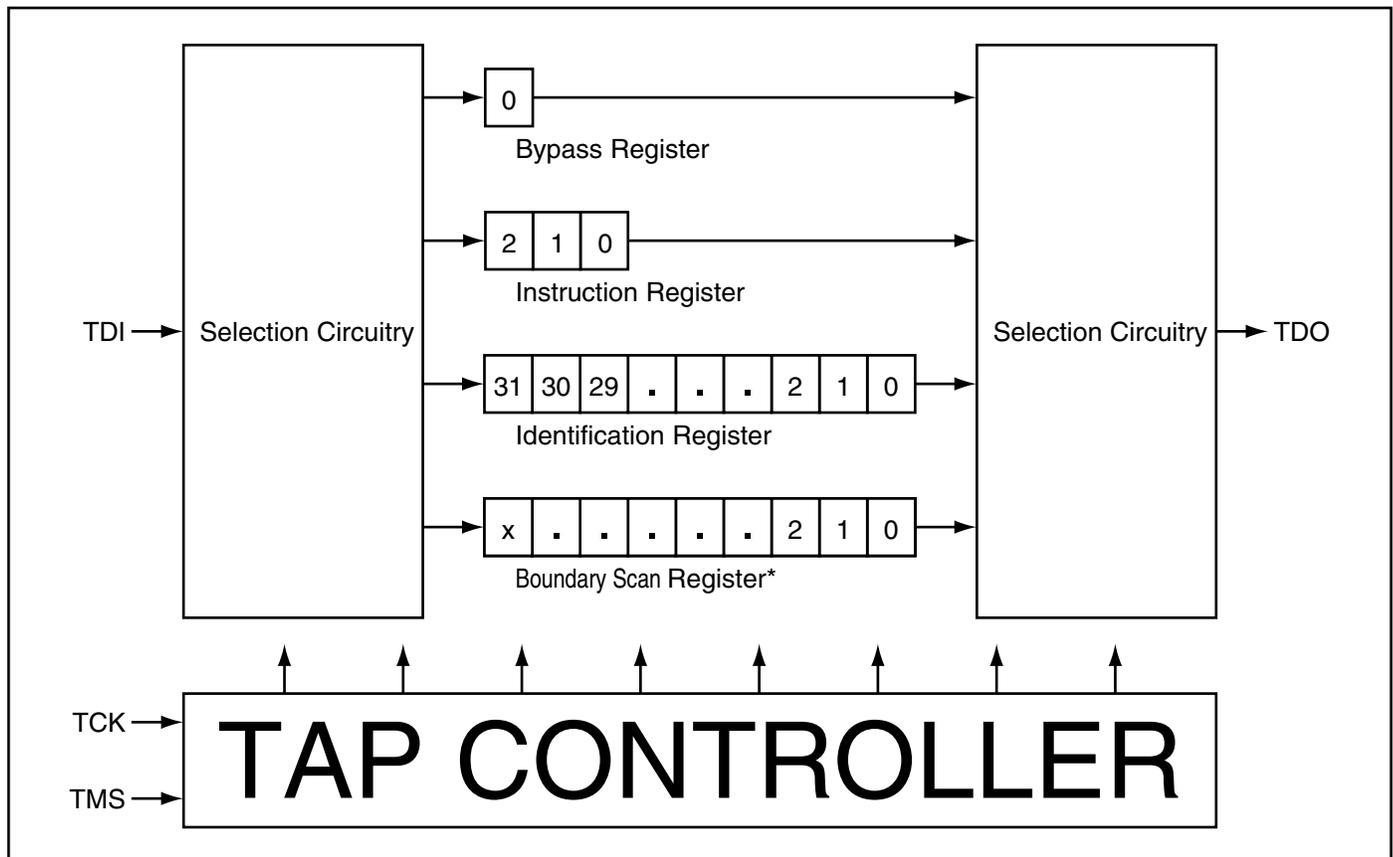 0
Bypass Register
2 1 0
Instruction Register
TDI
Selection Circuitry
Selection Circuitry
TDO
31 30 29 . . . 2 1 0
Identification Register
x . . . . . 2 1 0
Boundary Scan Register*
TCK
TMS
TAP CONTROLLER